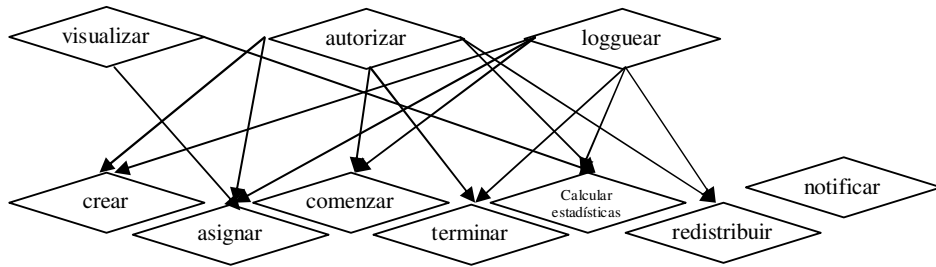 visualizar
autorizar
logguear
crear
asignar
comenzar
terminar
Calcular
estadísticas
redistribuir
notificar